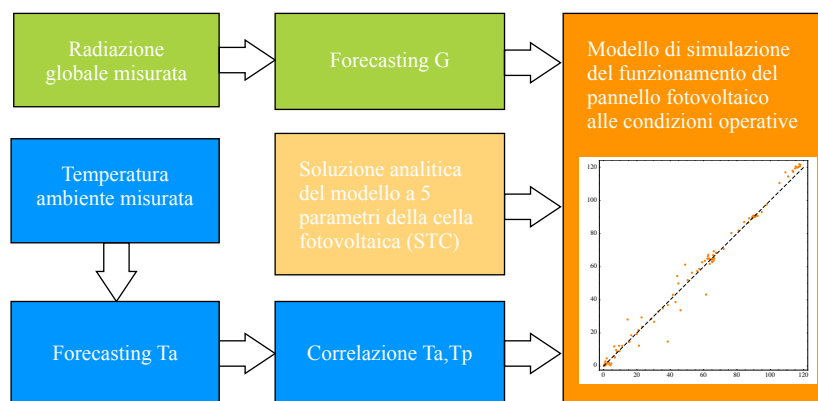 Radiazione
globale misurata
Forecasting G
Modello di simulazione
del funzionamento del
pannello fotovoltaico
alle condizioni operative
Temperatura
ambiente misurata
Soluzione analitica
del modello a 5
parametri della cella
fotovoltaica (STC)
Forecasting Ta
Correlazione Ta,Tp
120
100
80
60
40
20
0
0 20 40 60 80 100 120